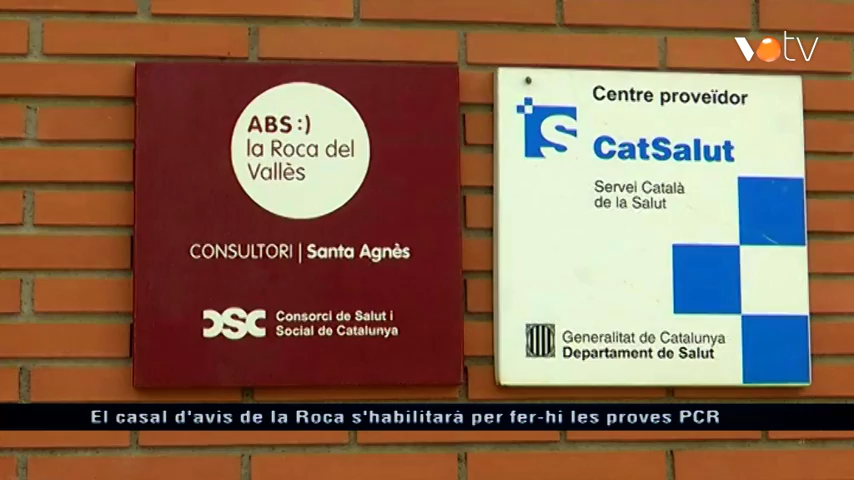 votv
ABS :)
la Roca del
Vallès
CONSULTORI | Santa Agnès
CSC Consorci de Salut i
Social de Catalunya
Centre proveïdor
S
CatSalut
Servei Català
de la Salut
Generalitat de Catalunya
Departament de Salut
El casal d'avis de la Roca s'habilitarà per fer-hi les proves PCR